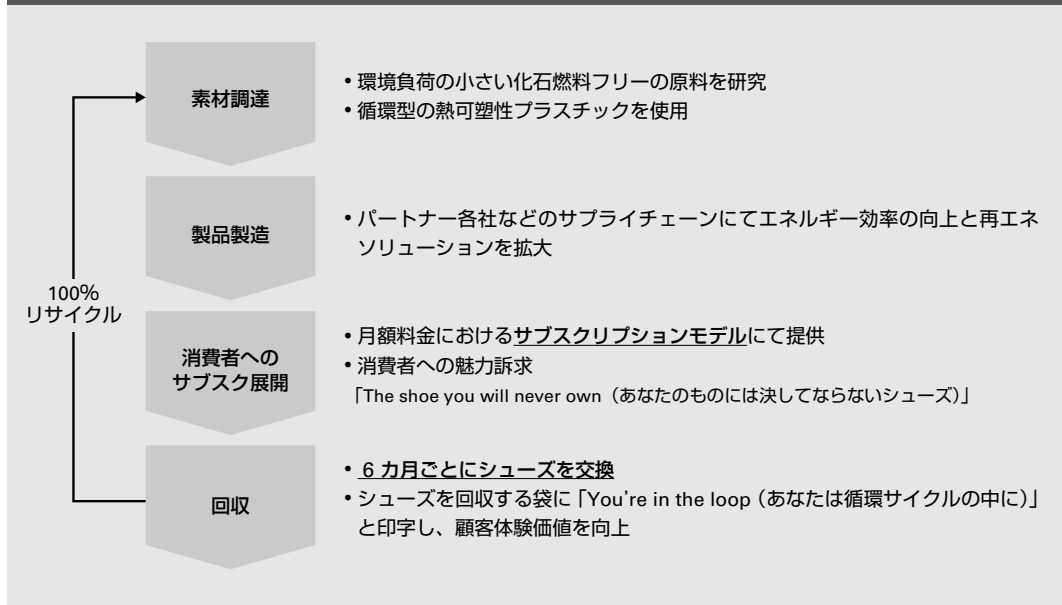 素材調達
• 環境負荷の小さい化石燃料フリーの原料を研究
• 循環型の熱可塑性プラスチックを使用
製品製造
• パートナー各社などのサプライチェーンにてエネルギー効率の向上と再エネ
ソリューションを拡大
100%
リサイクル
消費者への
サブスク展開
• 月額料金におけるサブスクリプションモデルにて提供
• 消費者への魅力訴求
「The shoe you will never own（あなたのものには決してならないシューズ）」
回収
• 6 カ月ごとにシューズを交換
• シューズを回収する袋に「You're in the loop（あなたは循環サイクルの中に）」
と印字し、顧客体験価値を向上